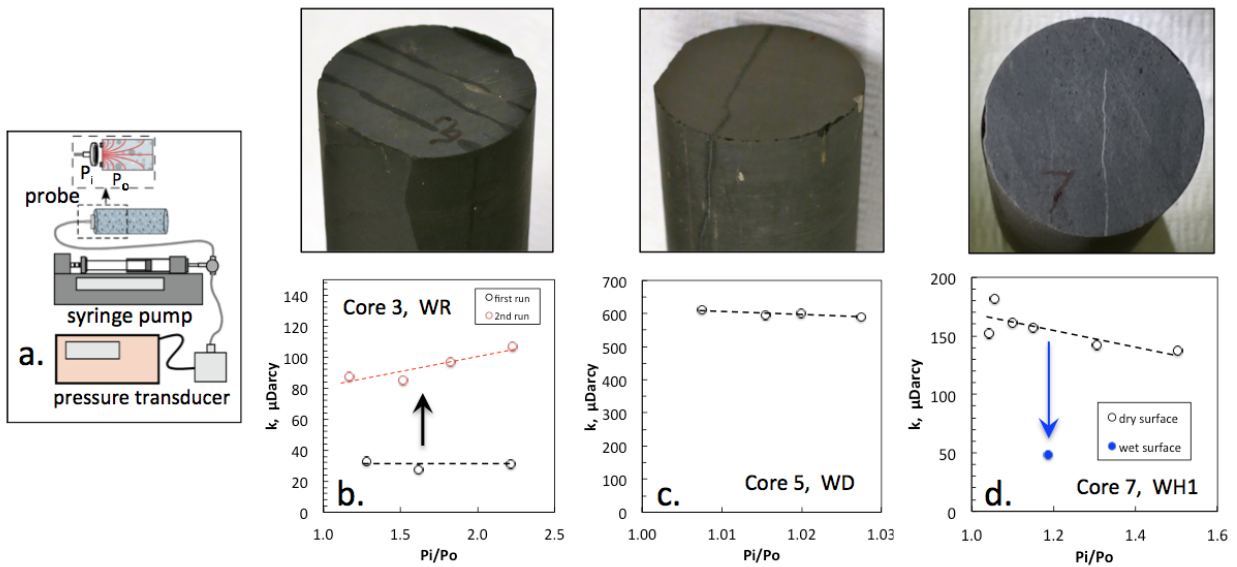 Pi
Po
probe
syringe pump
a.
pressure transducer
7
140
120
100
80
60
40
20
0
k, μDarcy
Core 3, WR
first run
2nd run
b.
1.0
1.5
2.0
2.5
Pi/Po
700
600
500
400
300
200
100
0
k, μDarcy
c.
Core 5, WD
1.00
1.01
1.02
1.03
Pi/Po
200
150
100
50
0
k, μDarcy
dry surface
wet surface
d.
Core 7, WH1
1.0
1.2
1.4
1.6
Pi/Po